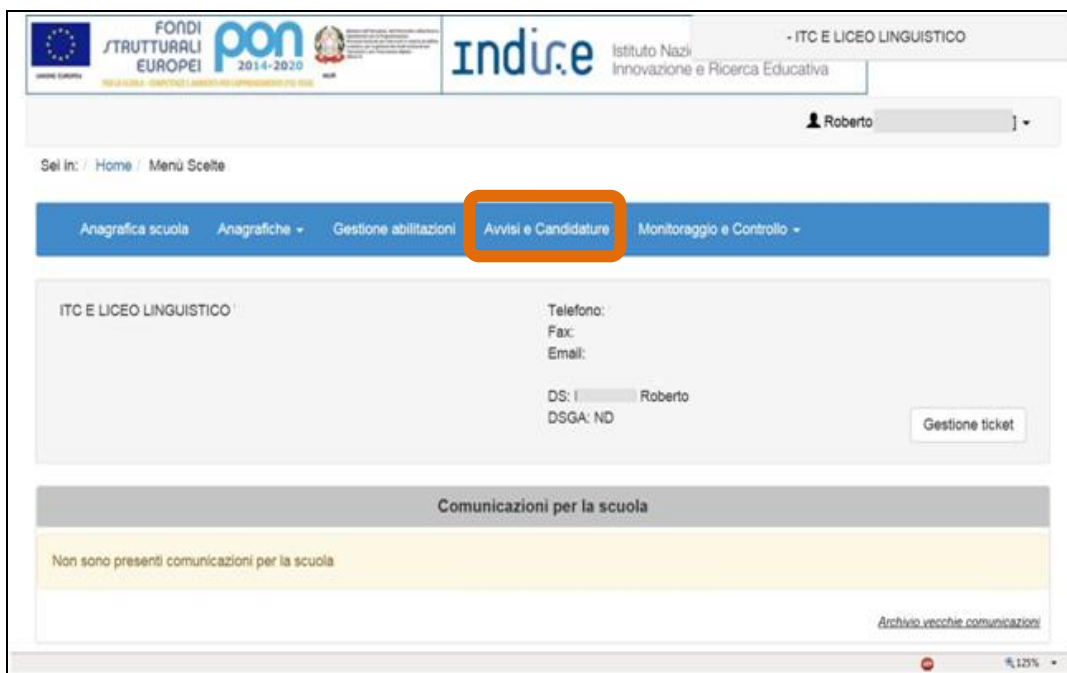 FONDI
STRUTTURALI
EUROPEI
pon
2014-2020
UNIONE EUROPEA
MIUR
Indire
Istituto Nazi
Innovazione e Ricerca Educativa
- ITC E LICEO LINGUISTICO
Roberto ]
Sei in: / Home / Menù Scelte
Anagrafica scuola Anagrafiche Gestione abilitazioni Avvisi e Candidature Monitoraggio e Controllo
ITC E LICEO LINGUISTICO
Telefono:
Fax:
Email:
DS: Roberto
DSGA: ND
Gestione ticket
Comunicazioni per la scuola
Non sono presenti comunicazioni per la scuola
Archivio vecchie comunicazioni
125%